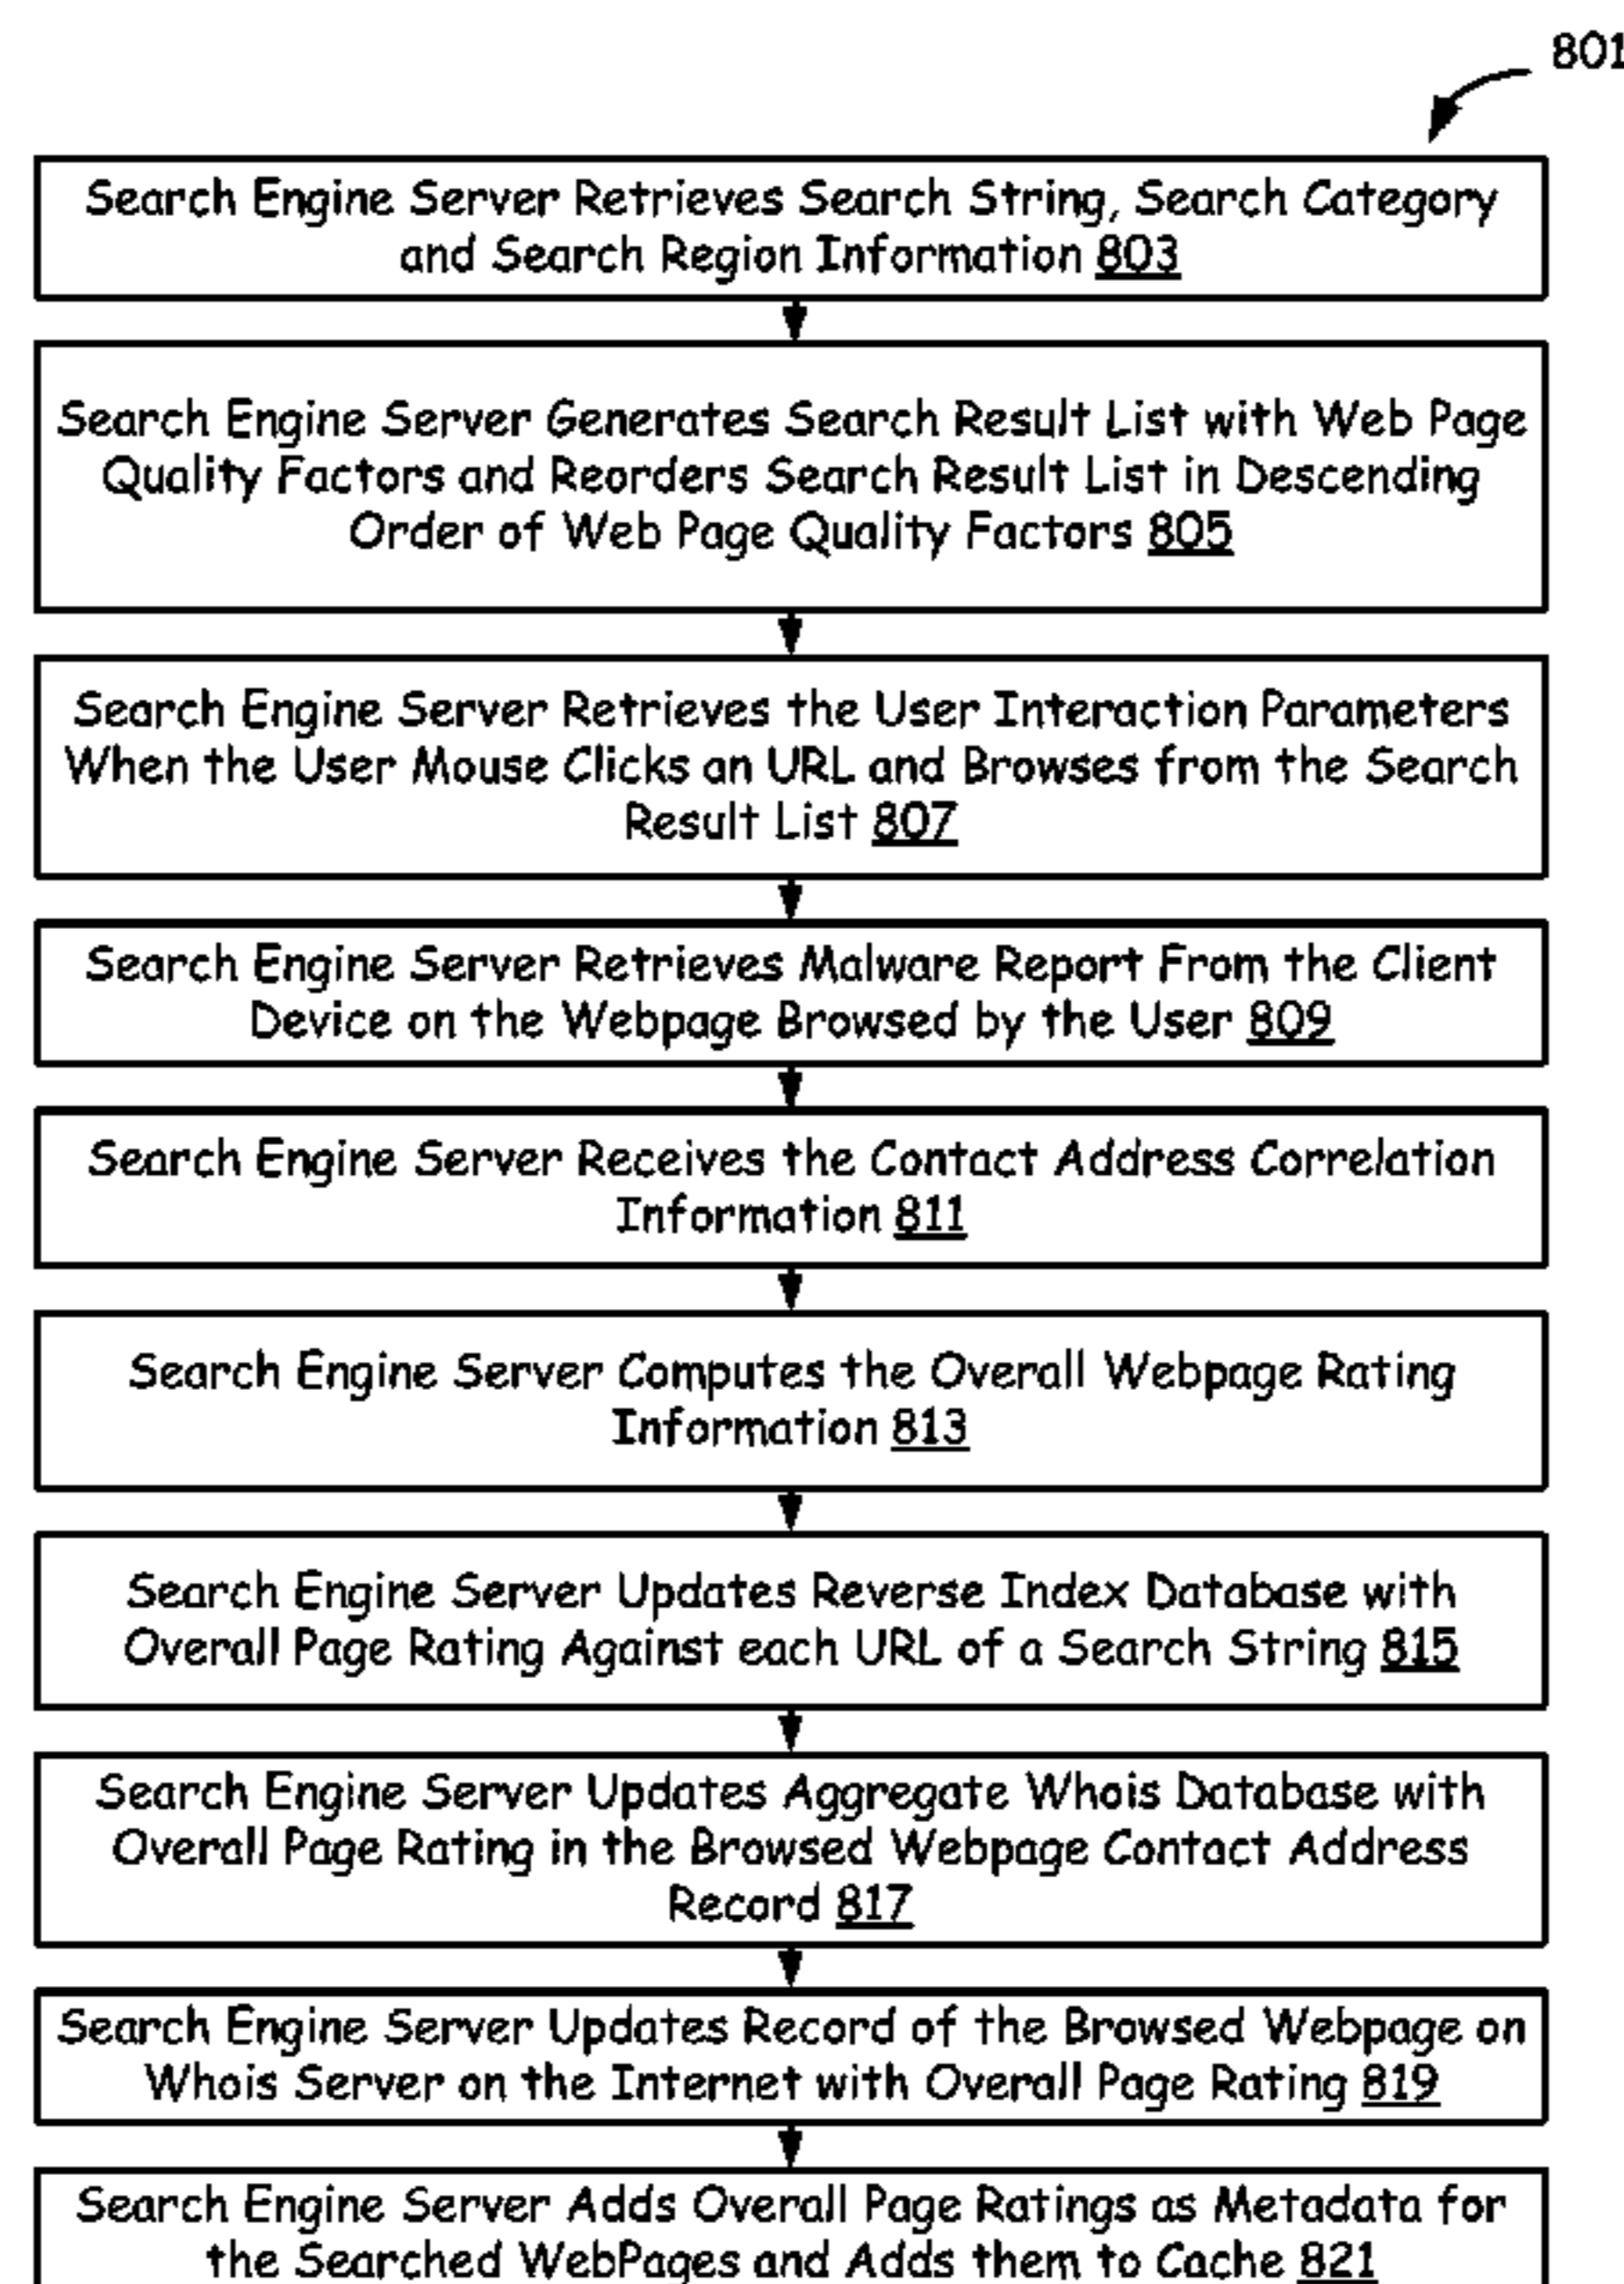 801
Search Engine Server Retrieves Search String, Search Category
and Search Region Information 803
Search Engine Server Generates Search Result List with Web Page
Quality Factors and Reorders Search Result List in Descending
Order of Web Page Quality Factors 805
Search Engine Server Retrieves the User Interaction Parameters
When the User Mouse Clicks an URL and Browses from the Search
Result List 807
Search Engine Server Retrieves Malware Report From the Client
Device on the Webpage Browsed by the User 809
Search Engine Server Receives the Contact Address Correlation
Information 811
Search Engine Server Computes the Overall Webpage Rating
Information 813
Search Engine Server Updates Reverse Index Database with
Overall Page Rating Against each URL of a Search String 815
Search Engine Server Updates Aggregate Whois Database with
Overall Page Rating in the Browsed Webpage Contact Address
Record 817
Search Engine Server Updates Record of the Browsed Webpage on
Whois Server on the Internet with Overall Page Rating 819
Search Engine Server Adds Overall Page Ratings as Metadata for
the Searched WebPages and Adds them to Cache 821